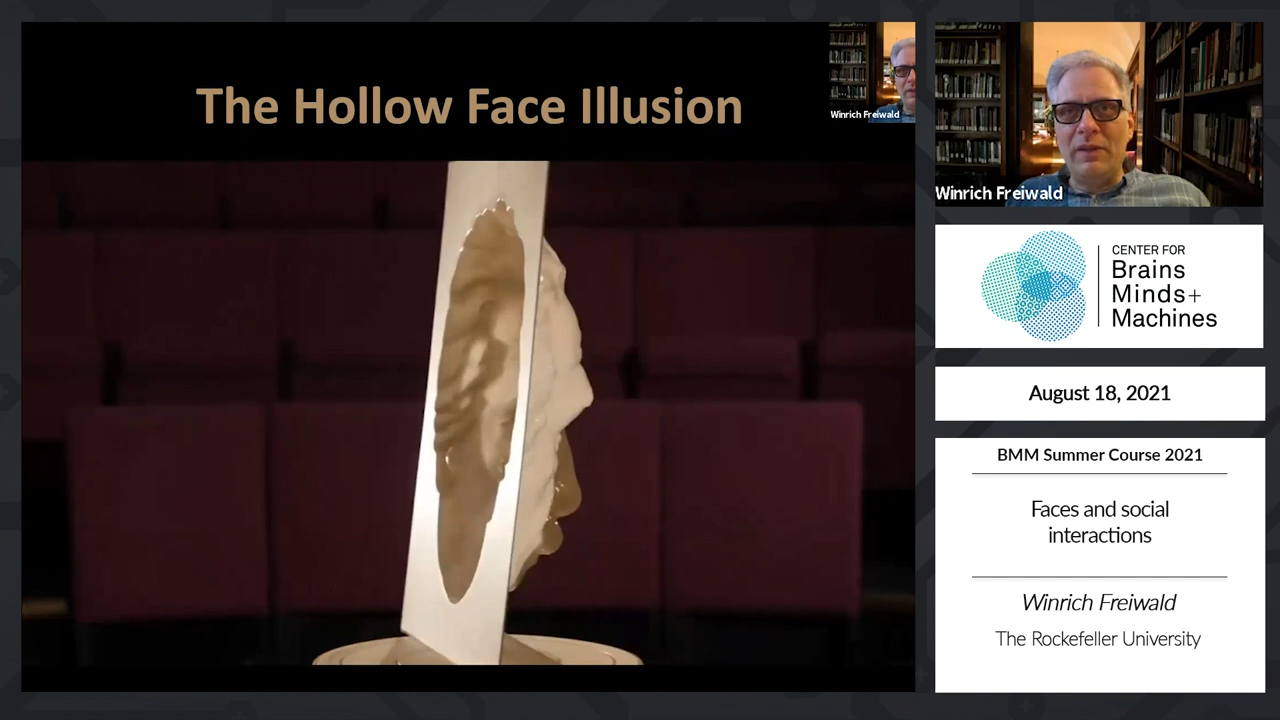 The Hollow Face Illusion
Winrich Freiwald
Winrich Freiwald
CENTER FOR
Brains
Minds+
Machines
August 18, 2021
BMM Summer Course 2021
Faces and social
interactions
Winrich Freiwald
The Rockefeller University